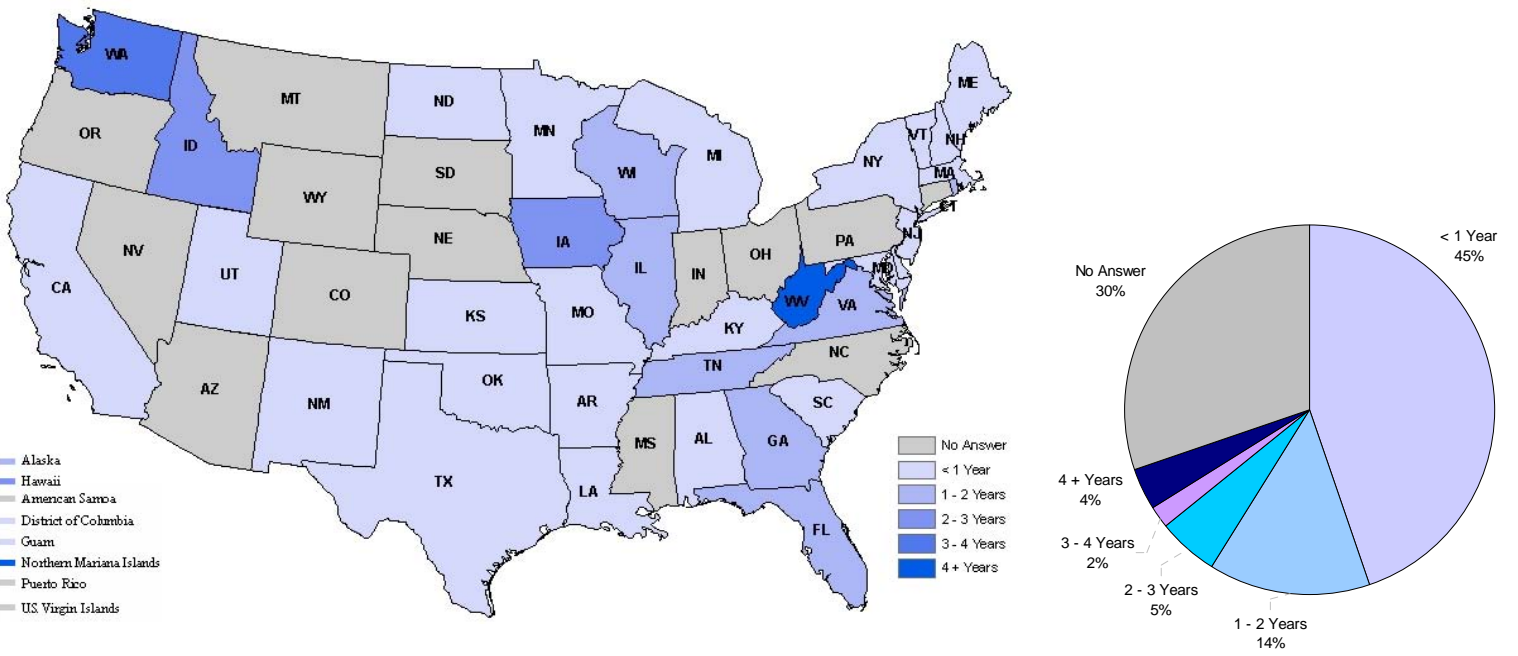 WA
MT
ND
MN
ME
OR
ID
SD
WI
MI
NY
VT
NH
MA
CT
WY
NE
IA
PA
NJ
NV
UT
CO
IL
IN
OH
MD
CA
KS
MO
WV
VA
KY
AZ
NM
OK
AR
TN
NC
SC
TX
LA
MS
AL
GA
FL
Alaska
Hawaii
American Samoa
District of Columbia
Guam
Northern Mariana Islands
Puerto Rico
U.S. Virgin Islands
No Answer
< 1 Year
1 - 2 Years
2 - 3 Years
3 - 4 Years
4 + Years
< 1 Year
45%
No Answer
30%
4 + Years
4%
3 - 4 Years
2%
2 - 3 Years
5%
1 - 2 Years
14%